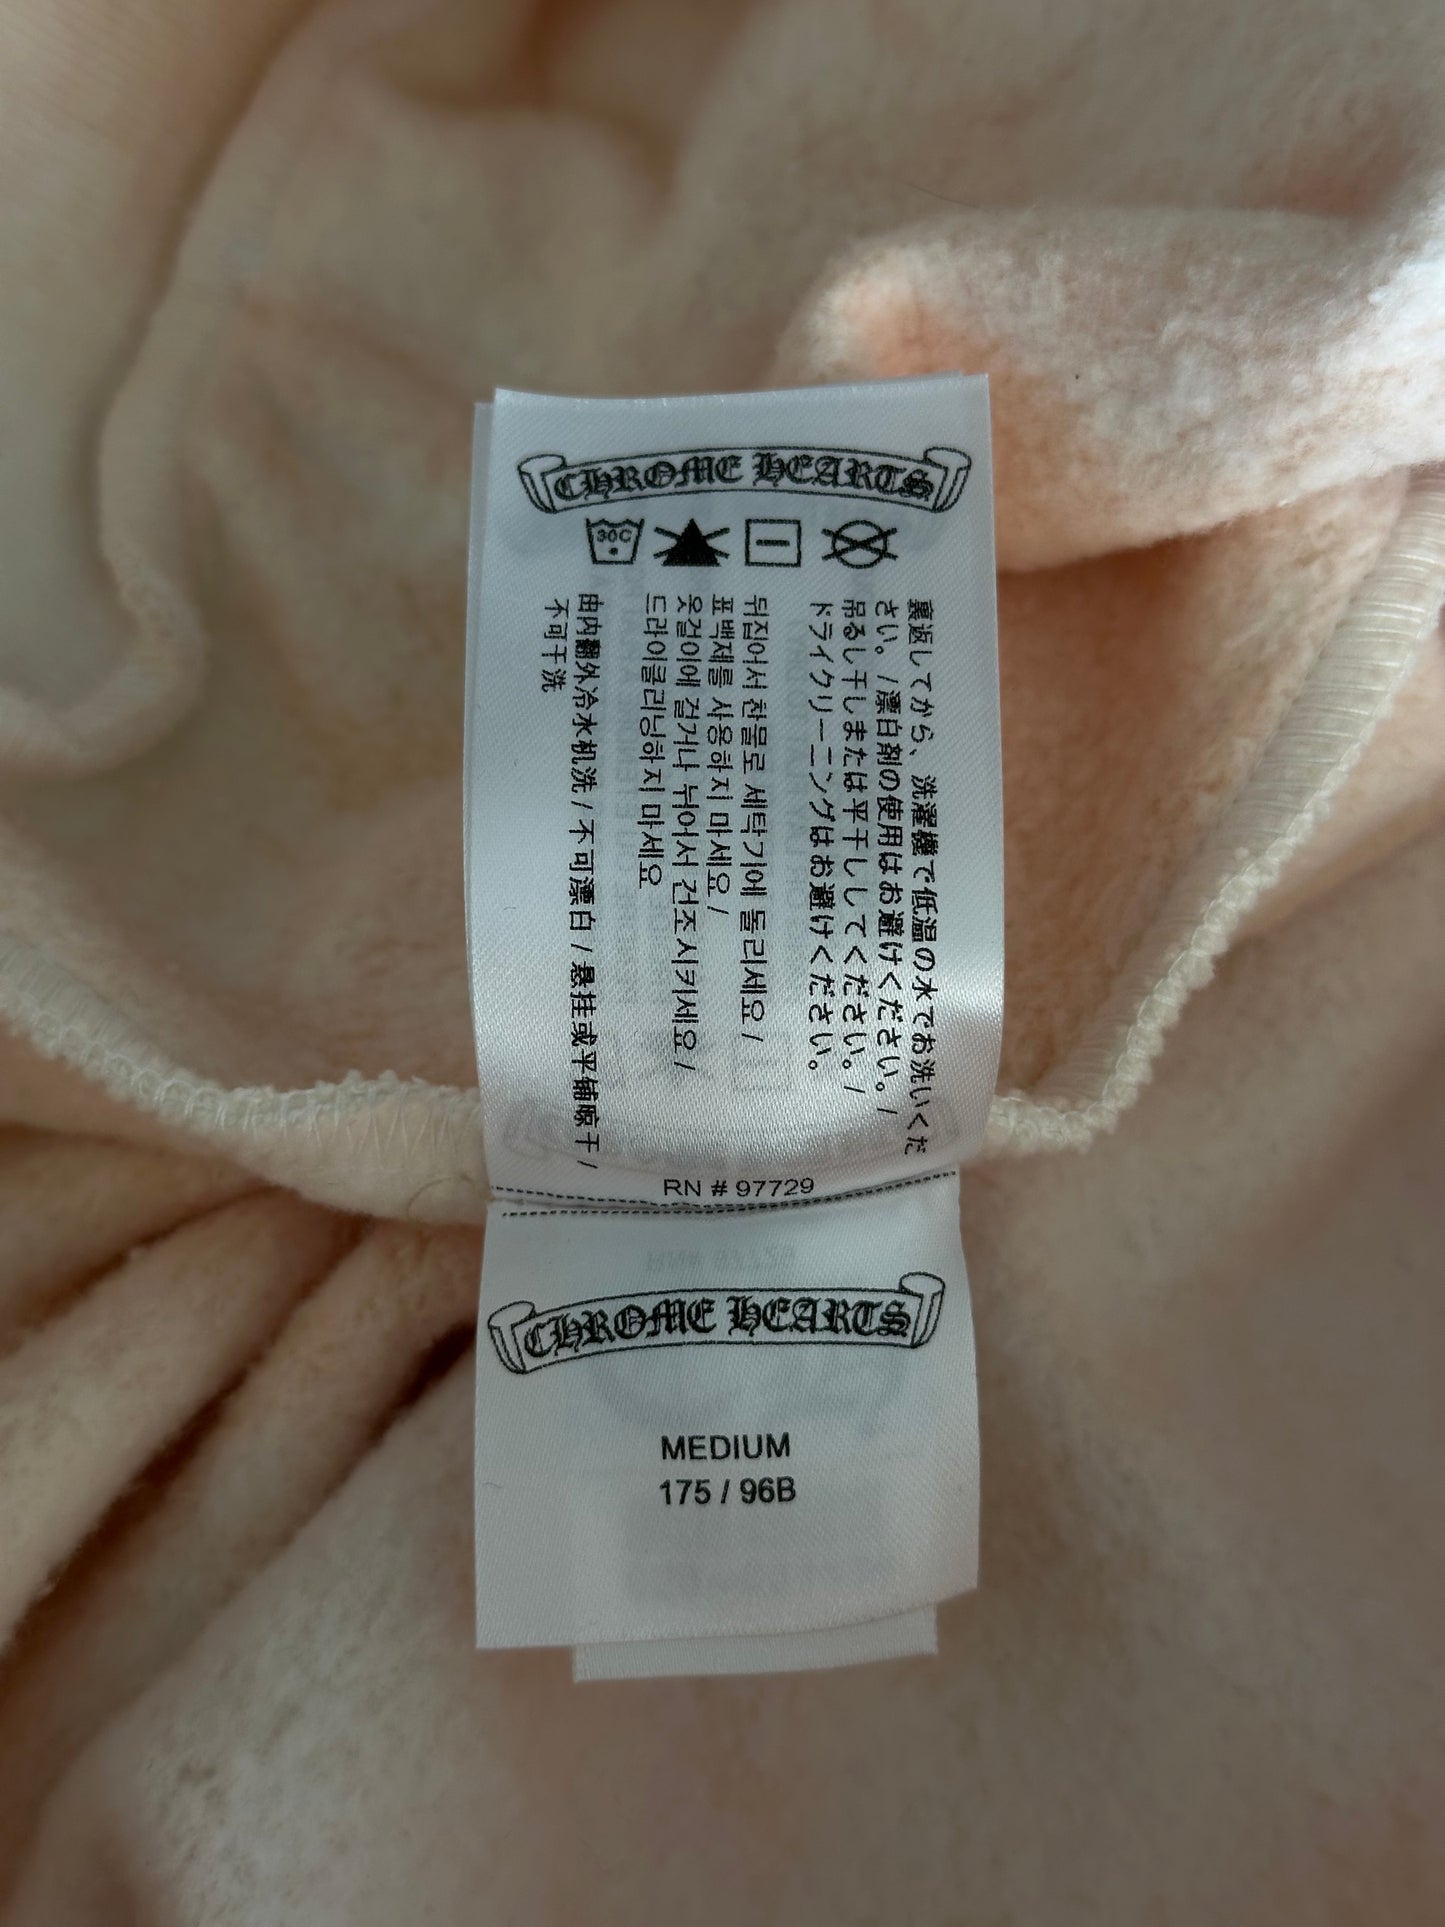 CHROME HEARTS
30C
裏返してから、洗濯機で低温の水でお洗いくだ
さい。/漂白剤の使用はお避けください。/
吊るし干しまたは平干ししてください。/
ドライクリーニングはお避けください。
뒤집어서 찬물로 세탁기에 돌리세요 /
표백제를 사용하지 마세요 /
옷걸이에 걸거나 뉘어서 건조시키세요 /
드라이클리닝하지 마세요
由内翻外冷水机洗 / 不可漂白 / 悬挂或平铺晾干 /
不可干洗
RN # 97729
CHROME HEARTS
MEDIUM
175 / 96B